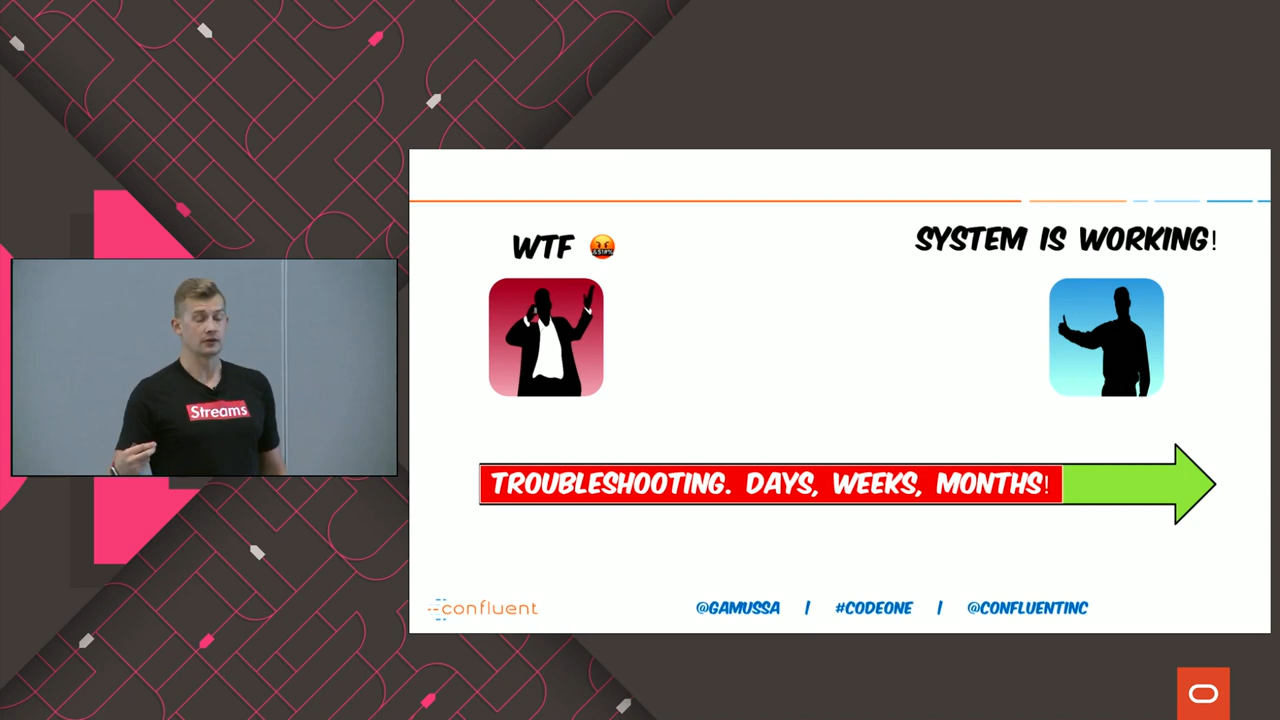 WTF 🤬
SYSTEM IS WORKING!
Streams
TROUBLESHOOTING. DAYS, WEEKS, MONTHS!
confluent
@GAMUSSA | #CODEONE | @CONFLUENTINC